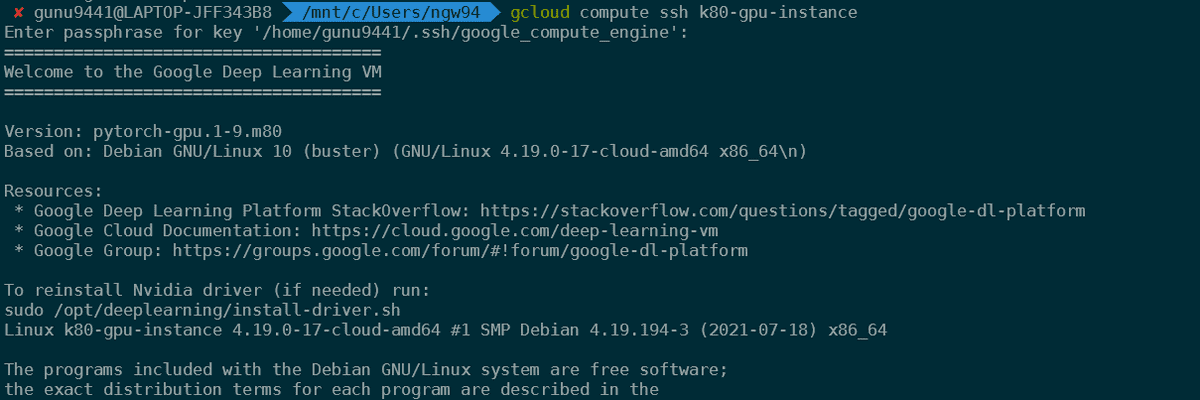 ✘ gunu9441@LAPTOP-JFF343B8 /mnt/c/Users/ngw94 gcloud compute ssh k80-gpu-instance
Enter passphrase for key '/home/gunu9441/.ssh/google_compute_engine':
======================================
Welcome to the Google Deep Learning VM
======================================
Version: pytorch-gpu.1-9.m80
Based on: Debian GNU/Linux 10 (buster) (GNU/Linux 4.19.0-17-cloud-amd64 x86_64\n)
Resources:
* Google Deep Learning Platform StackOverflow: https://stackoverflow.com/questions/tagged/google-dl-platform
* Google Cloud Documentation: https://cloud.google.com/deep-learning-vm
* Google Group: https://groups.google.com/forum/#!forum/google-dl-platform
To reinstall Nvidia driver (if needed) run:
sudo /opt/deeplearning/install-driver.sh
Linux k80-gpu-instance 4.19.0-17-cloud-amd64 #1 SMP Debian 4.19.194-3 (2021-07-18) x86_64
The programs included with the Debian GNU/Linux system are free software;
the exact distribution terms for each program are described in the